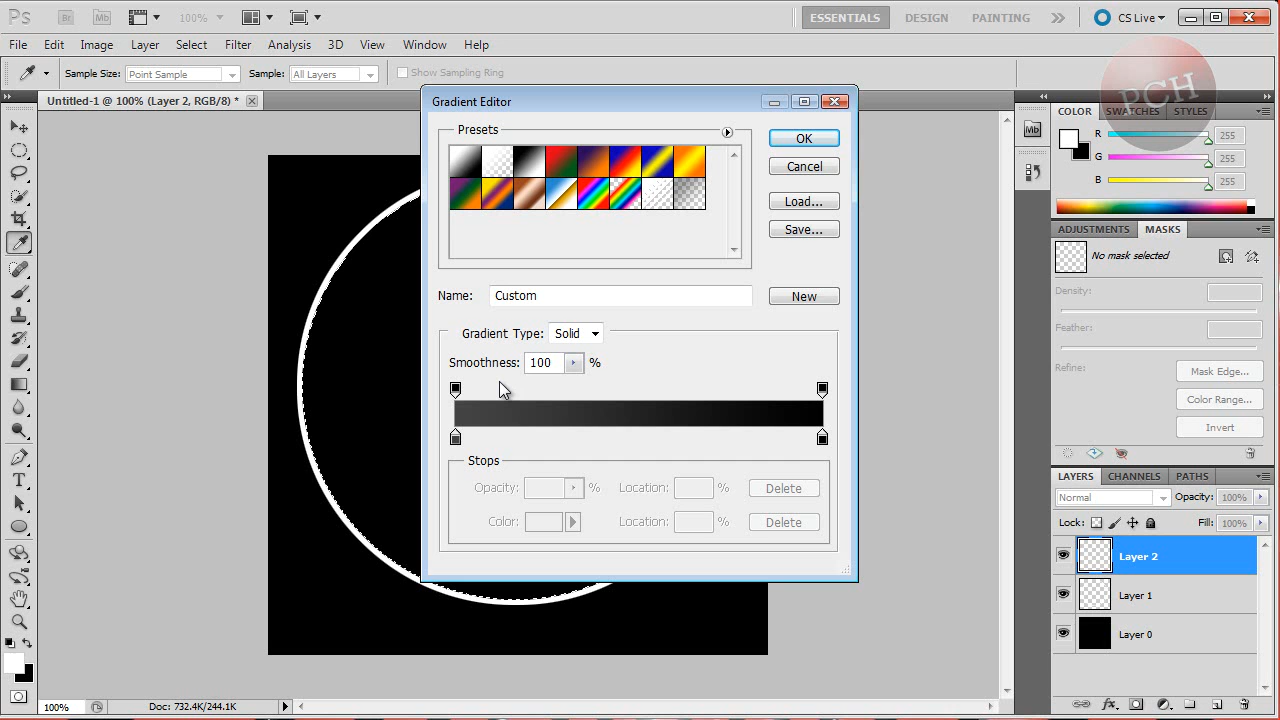 Ps Br Mb 100% ESSENTIALS DESIGN PAINTING CS Live
File Edit Image Layer Select Filter Analysis 3D View Window Help
Sample Size: Point Sample Sample: All Layers Show Sampling Ring
PCH
Untitled-1 @ 100% (Layer 2, RGB/8) *
Gradient Editor
Presets
OK
Cancel
Load...
Save...
Name: Custom
New
Gradient Type: Solid
Smoothness: 100 %
Stops
Opacity: % Location: % Delete
Color: Location: % Delete
Mb
COLOR SWATCHES STYLES
R 255
G 255
B 255
ADJUSTMENTS MASKS
No mask selected
Density:
Feather:
Refine: Mask Edge...
Color Range...
Invert
LAYERS CHANNELS PATHS
Normal Opacity: 100%
Lock: Fill: 100%
Layer 2
Layer 1
Layer 0
fx
T
100% Doc: 732.4K/244.1K